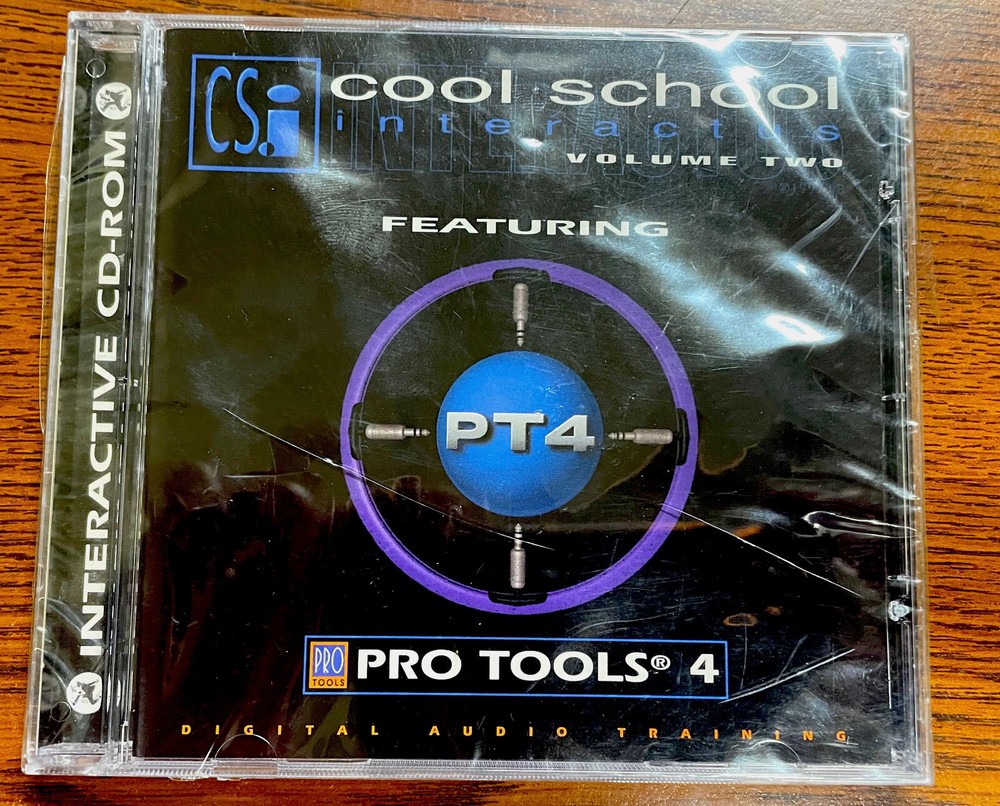 INTERACTIVE CD-ROM
CS.i
cool school
interactus
VOLUME TWO
FEATURING
PT4
PRO
TOOLS
PRO TOOLS® 4
DIGITAL AUDIO TRAINING